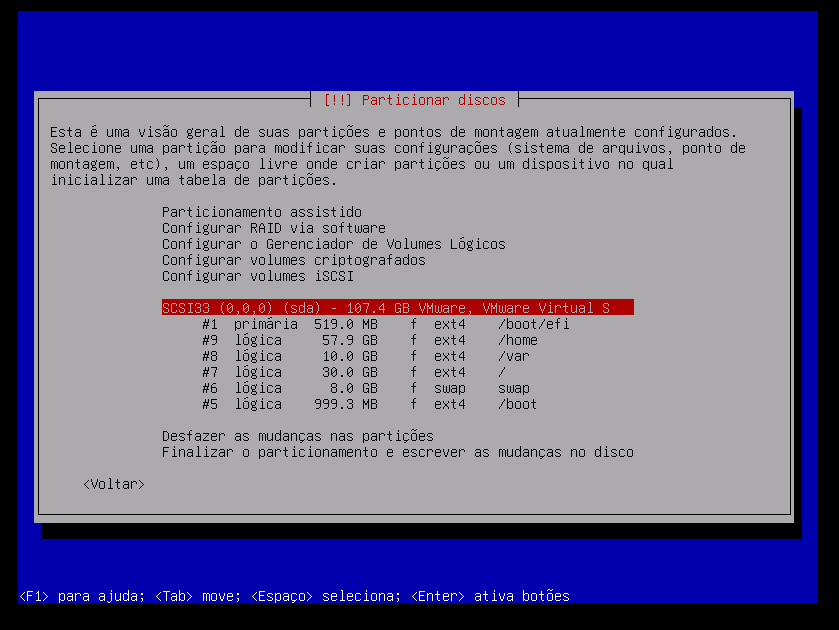 [!!] Particionar discos
Esta é uma visão geral de suas partições e pontos de montagem atualmente configurados.
Selecione uma partição para modificar suas configurações (sistema de arquivos, ponto de
montagem, etc), um espaço livre onde criar partições ou um dispositivo no qual
inicializar uma tabela de partições.
Particionamento assistido
Configurar RAID via software
Configurar o Gerenciador de Volumes Lógicos
Configurar volumes criptografados
Configurar volumes iSCSI
SCSI33 (0,0,0) (sda) - 107.4 GB VMware, VMware Virtual S
#1 primária 519.0 MB f ext4 /boot/efi
#9 lógica 57.9 GB f ext4 /home
#8 lógica 10.0 GB f ext4 /var
#7 lógica 30.0 GB f ext4 /
#6 lógica 8.0 GB f swap swap
#5 lógica 999.3 MB f ext4 /boot
Desfazer as mudanças nas partições
Finalizar o particionamento e escrever as mudanças no disco
<Voltar>
<F1> para ajuda; <Tab> move; <Espaço> seleciona; <Enter> ativa botões